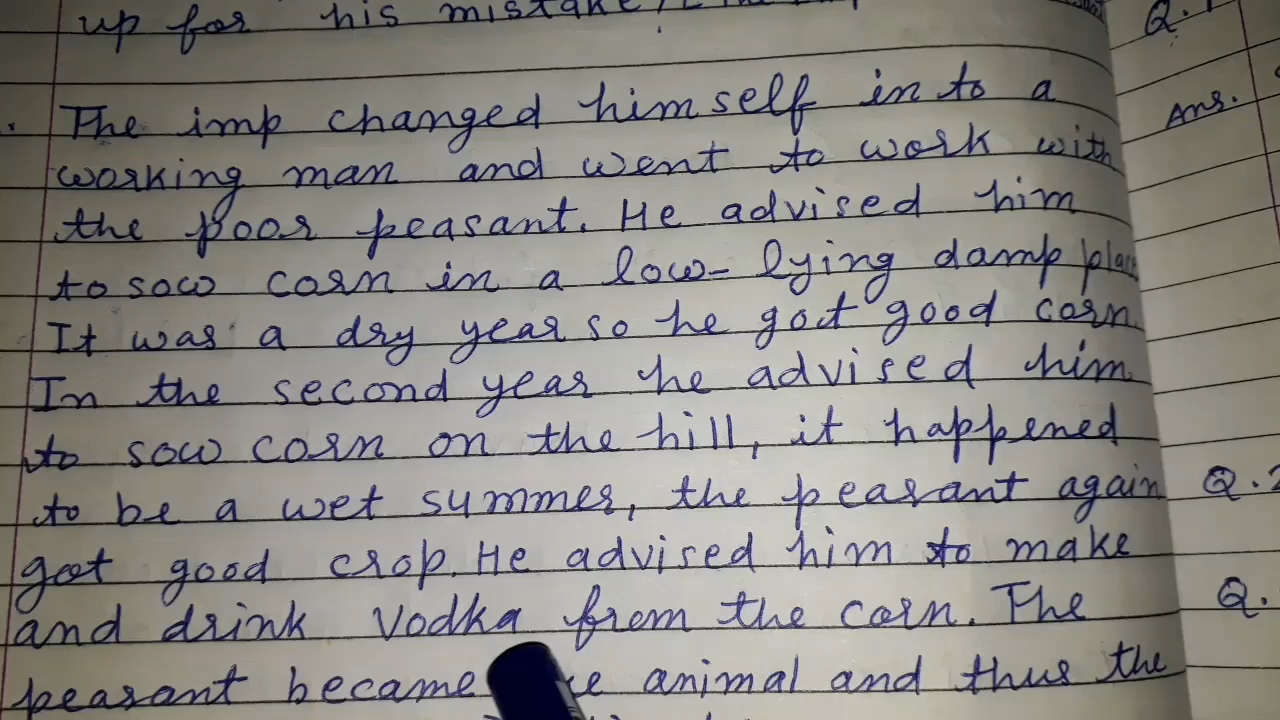 up for his mistake
Q.1
The imp changed himself in to a
Ans.
working man and went to work with
the poor peasant. He advised him
to sow corn in a low-lying damp place
It was a dry year so he got good corn.
In the second year he advised him
to sow corn on the hill, it happened
to be a wet summer, the peasant again
Q.2
got good crop. He advised him to make
and drink Vodka from the corn. The
Q.
peasant became animal and thus the